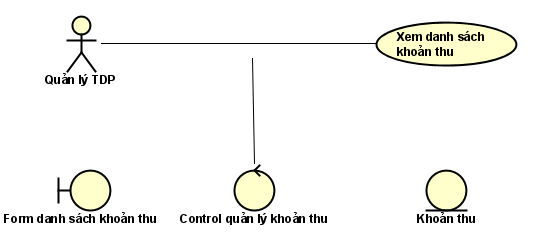 Xem danh sách
khoản thu
Quản lý TDP
Form danh sách khoản thu
Control quản lý khoản thu
Khoản thu